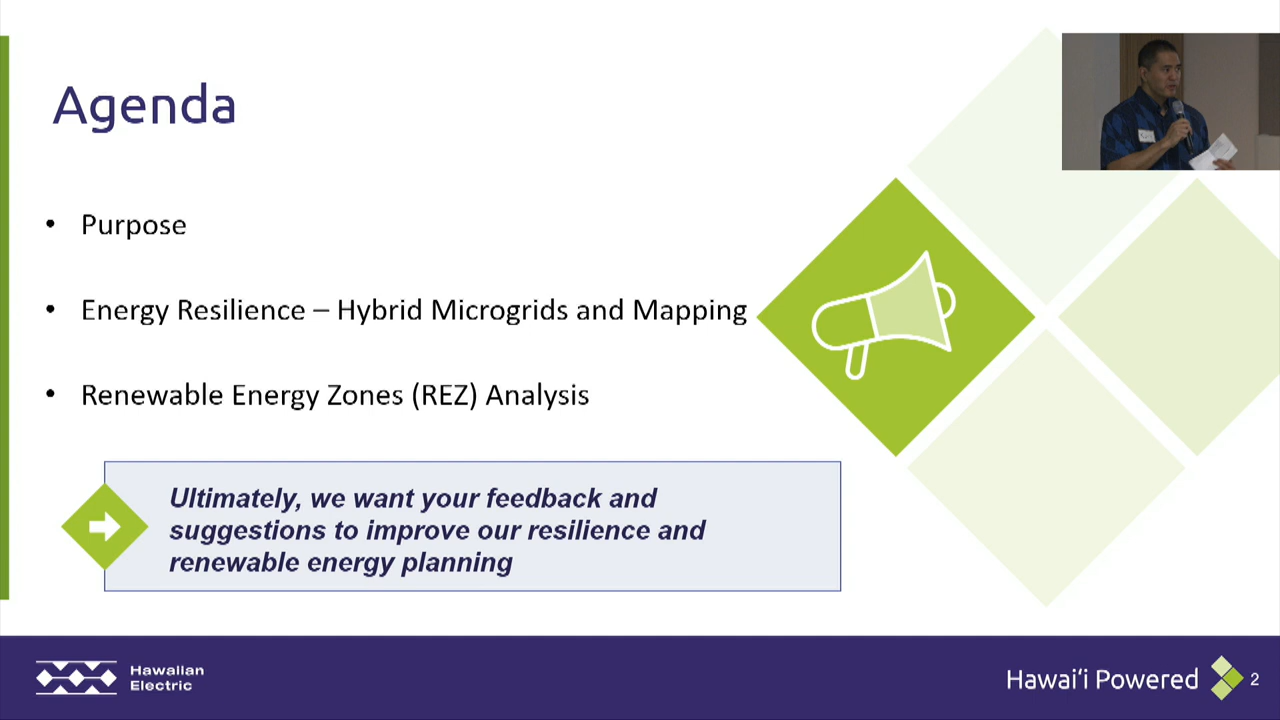 Agenda
• Purpose
• Energy Resilience – Hybrid Microgrids and Mapping
• Renewable Energy Zones (REZ) Analysis
Ultimately, we want your feedback and
suggestions to improve our resilience and
renewable energy planning
Hawaiian
Electric
Hawai‘i Powered
2